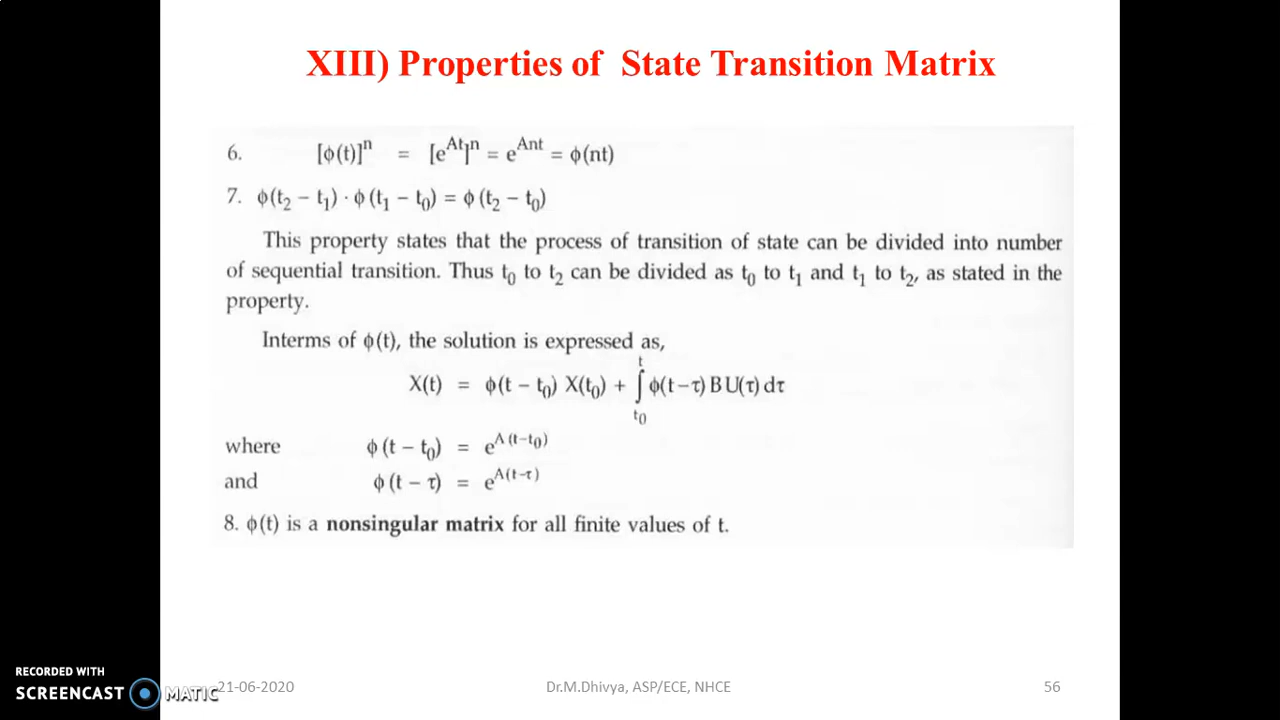 XIII) Properties of State Transition Matrix
6. [ϕ(t)]ⁿ = [e^{At}]ⁿ = e^{Ant} = ϕ(nt)
7. ϕ(t₂ − t₁) · ϕ (t₁ − t₀) = ϕ (t₂ − t₀)
This property states that the process of transition of state can be divided into number
of sequential transition. Thus t₀ to t₂ can be divided as t₀ to t₁ and t₁ to t₂, as stated in the
property.
Interms of ϕ(t), the solution is expressed as,
X(t) = ϕ(t − t₀) X(t₀) + ∫_{t₀}^{t} ϕ(t−τ) B U(τ) dτ
where ϕ (t − t₀) = e^{A (t−t₀)}
and ϕ (t − τ) = e^{A(t−τ)}
8. ϕ(t) is a nonsingular matrix for all finite values of t.
RECORDED WITH
SCREENCAST MATIC
21-06-2020 Dr.M.Dhivya, ASP/ECE, NHCE 56